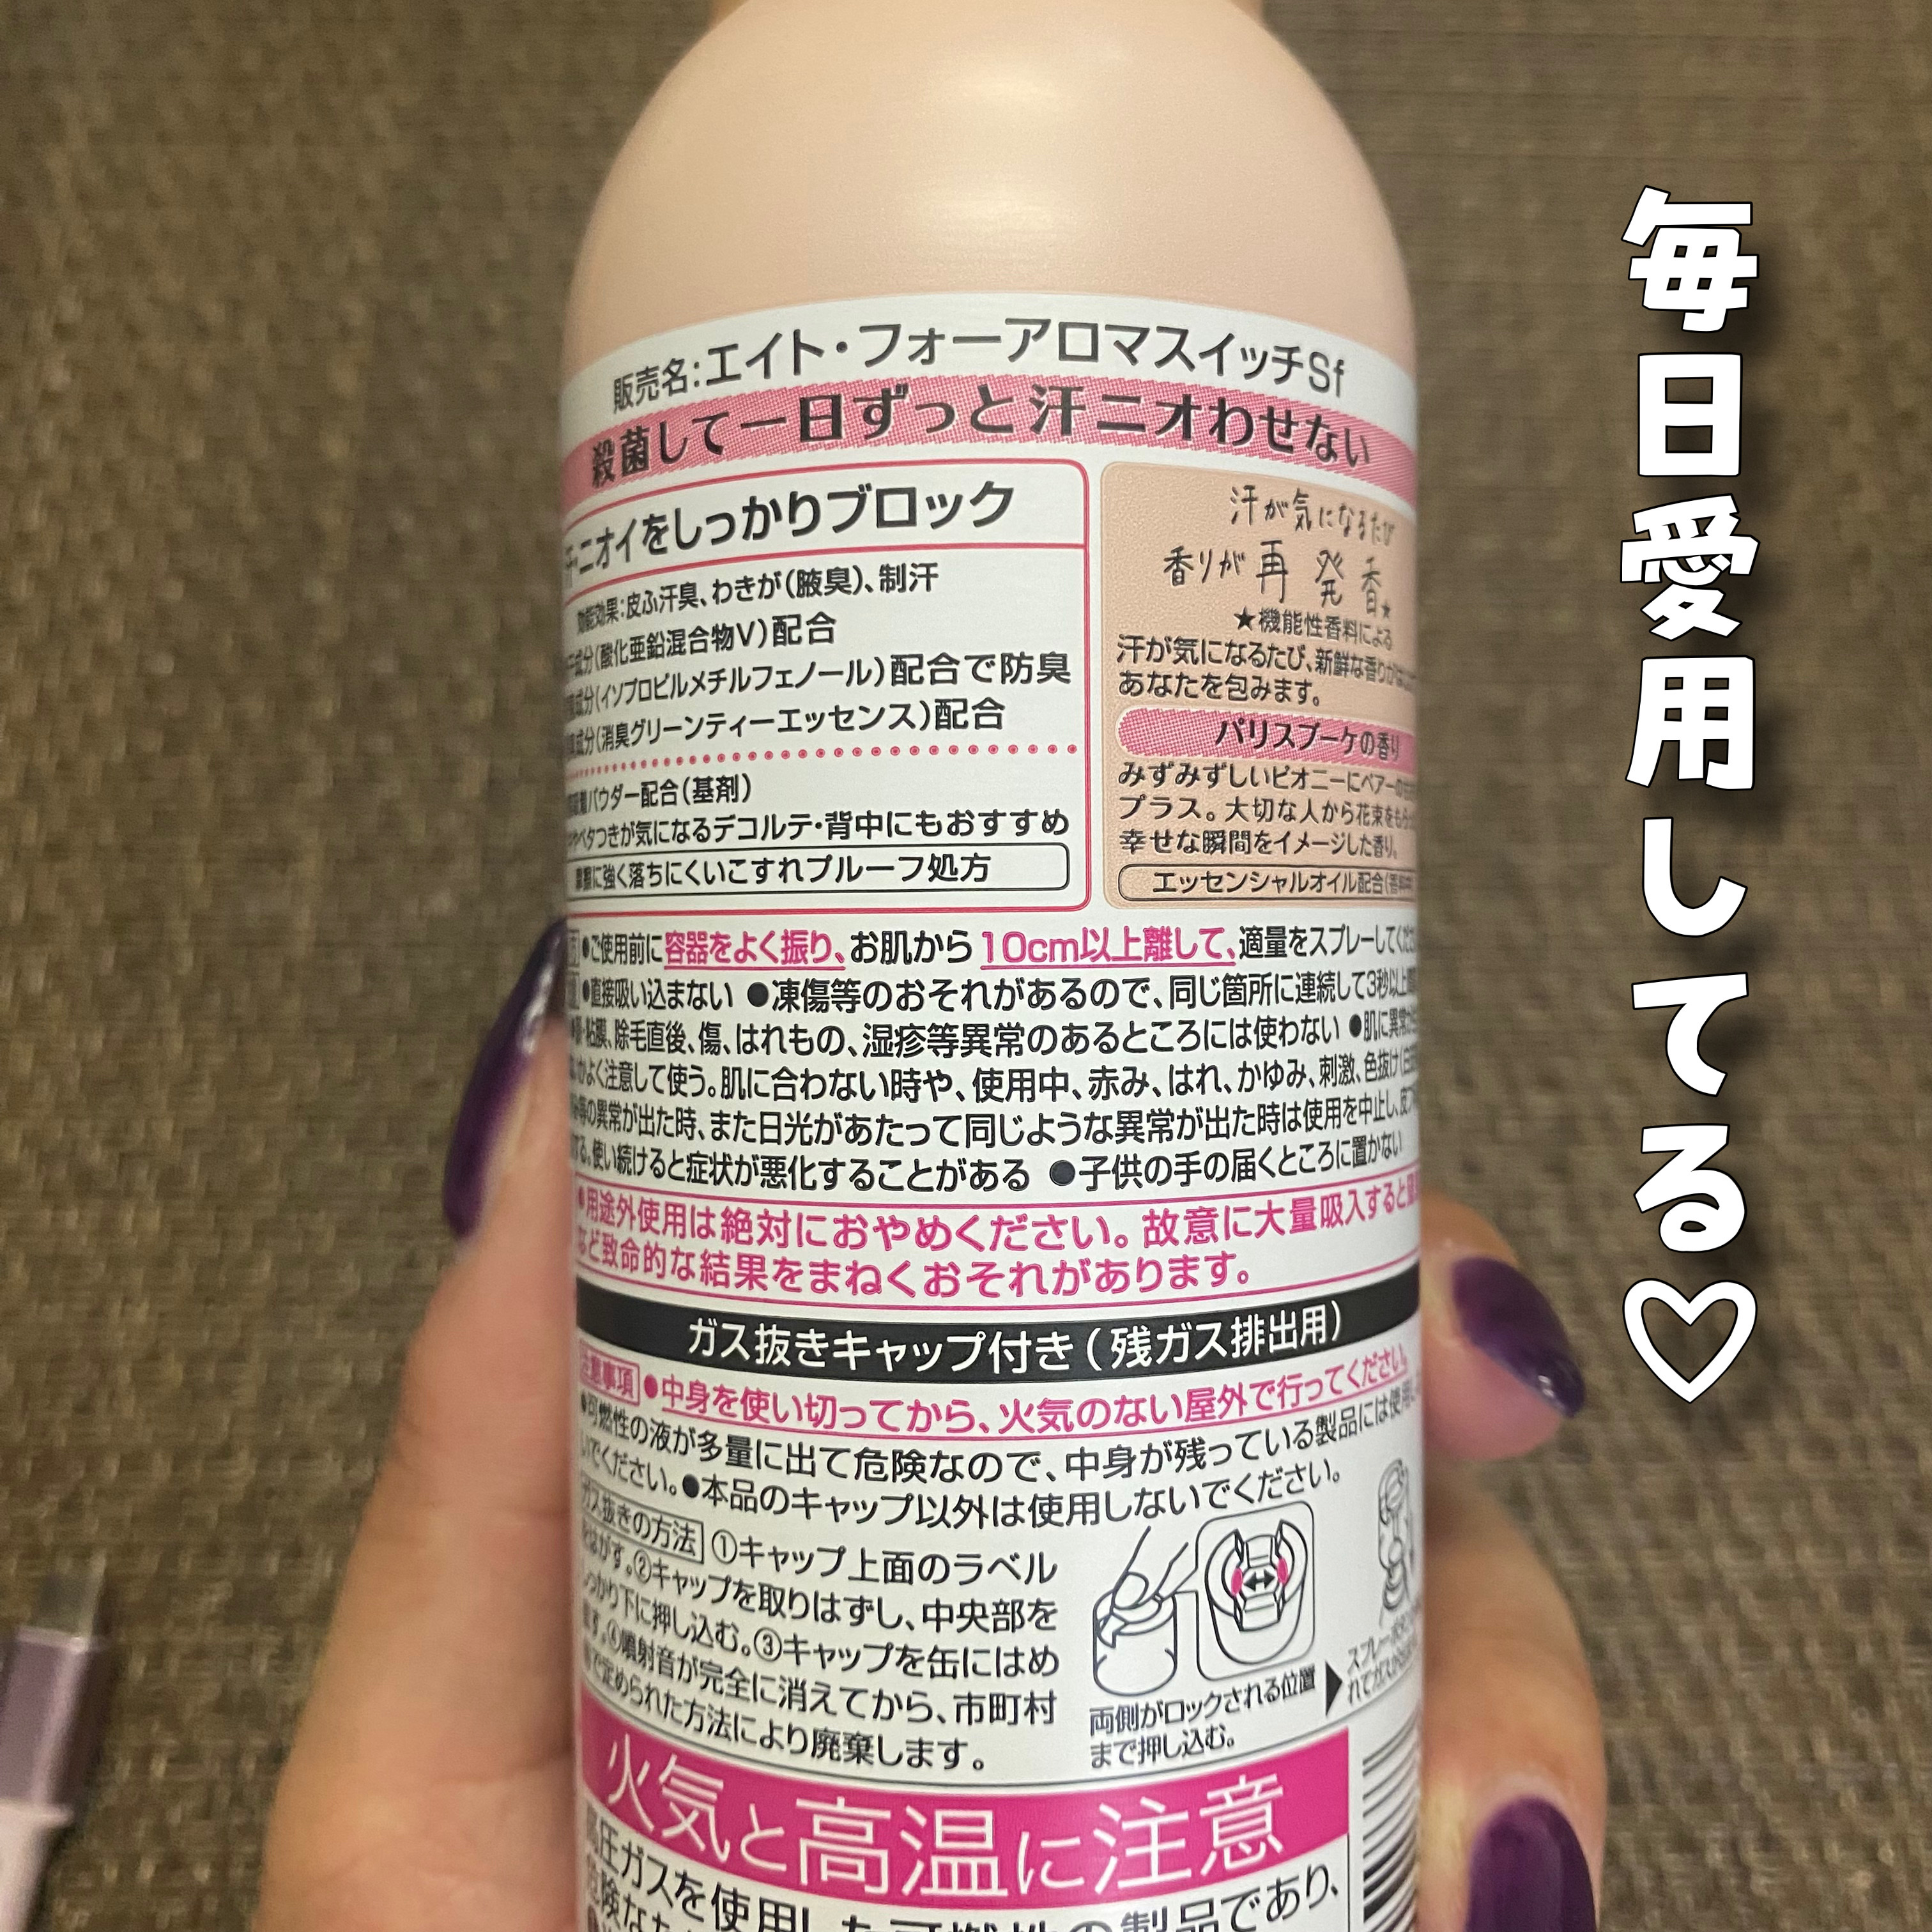 毎日愛用してる♡
販売名:エイト・フォーアロマスイッチSf
殺菌して一日ずっと汗ニオわせない
汗・ニオイをしっかりブロック
効能効果:皮ふ汗臭、わきが(腋臭)、制汗
成分(酸化亜鉛混合物V)配合
成分(イソプロピルメチルフェノール)配合で防臭
成分(消臭グリーンティーエッセンス)配合
パウダー配合(基剤)
ベタつきが気になるデコルテ・背中にもおすすめ
に強く落ちにくいこすれプルーフ処方
汗が気になるたび
香りが再発香★
★機能性香料による
汗が気になるたび、新鮮な香りが
あなたを包みます。
パリスブーケの香り
みずみずしいピオニーにペアーの
プラス。大切な人から花束をもら
幸せな瞬間をイメージした香り。
エッセンシャルオイル配合
●ご使用前に容器をよく振り、お肌から10cm以上離して、適量をスプレーしてくださ
●直接吸い込まない ●凍傷等のおそれがあるので、同じ箇所に連続して3秒以上
粘膜、除毛直後、傷、はれもの、湿疹等異常のあるところには使わない ●肌に異常が
かよく注意して使う。肌に合わない時や、使用中、赤み、はれ、かゆみ、刺激、色抜け
等の異常が出た時、また日光があたって同じような異常が出た時は使用を中止し、
する。使い続けると症状が悪化することがある ●子供の手の届くところに置かない
●用途外使用は絶対におやめください。故意に大量吸入すると
など致命的な結果をまねくおそれがあります。
ガス抜きキャップ付き(残ガス排出用)
注意事項 ●中身を使い切ってから、火気のない屋外で行ってください。
●可燃性の液が多量に出て危険なので、中身が残っている製品には使用
いでください。●本品のキャップ以外は使用しないでください。
ガス抜きの方法 ①キャップ上面のラベル
をはがす。②キャップを取りはずし、中央部を
しっかり下に押し込む。③キャップを缶にはめ
ます。④噴射音が完全に消えてから、市町村
で定められた方法により廃棄します。
両側がロックされる位置
まで押し込む。
火気と高温に注意
高圧ガスを使用した可燃性の製品であり、